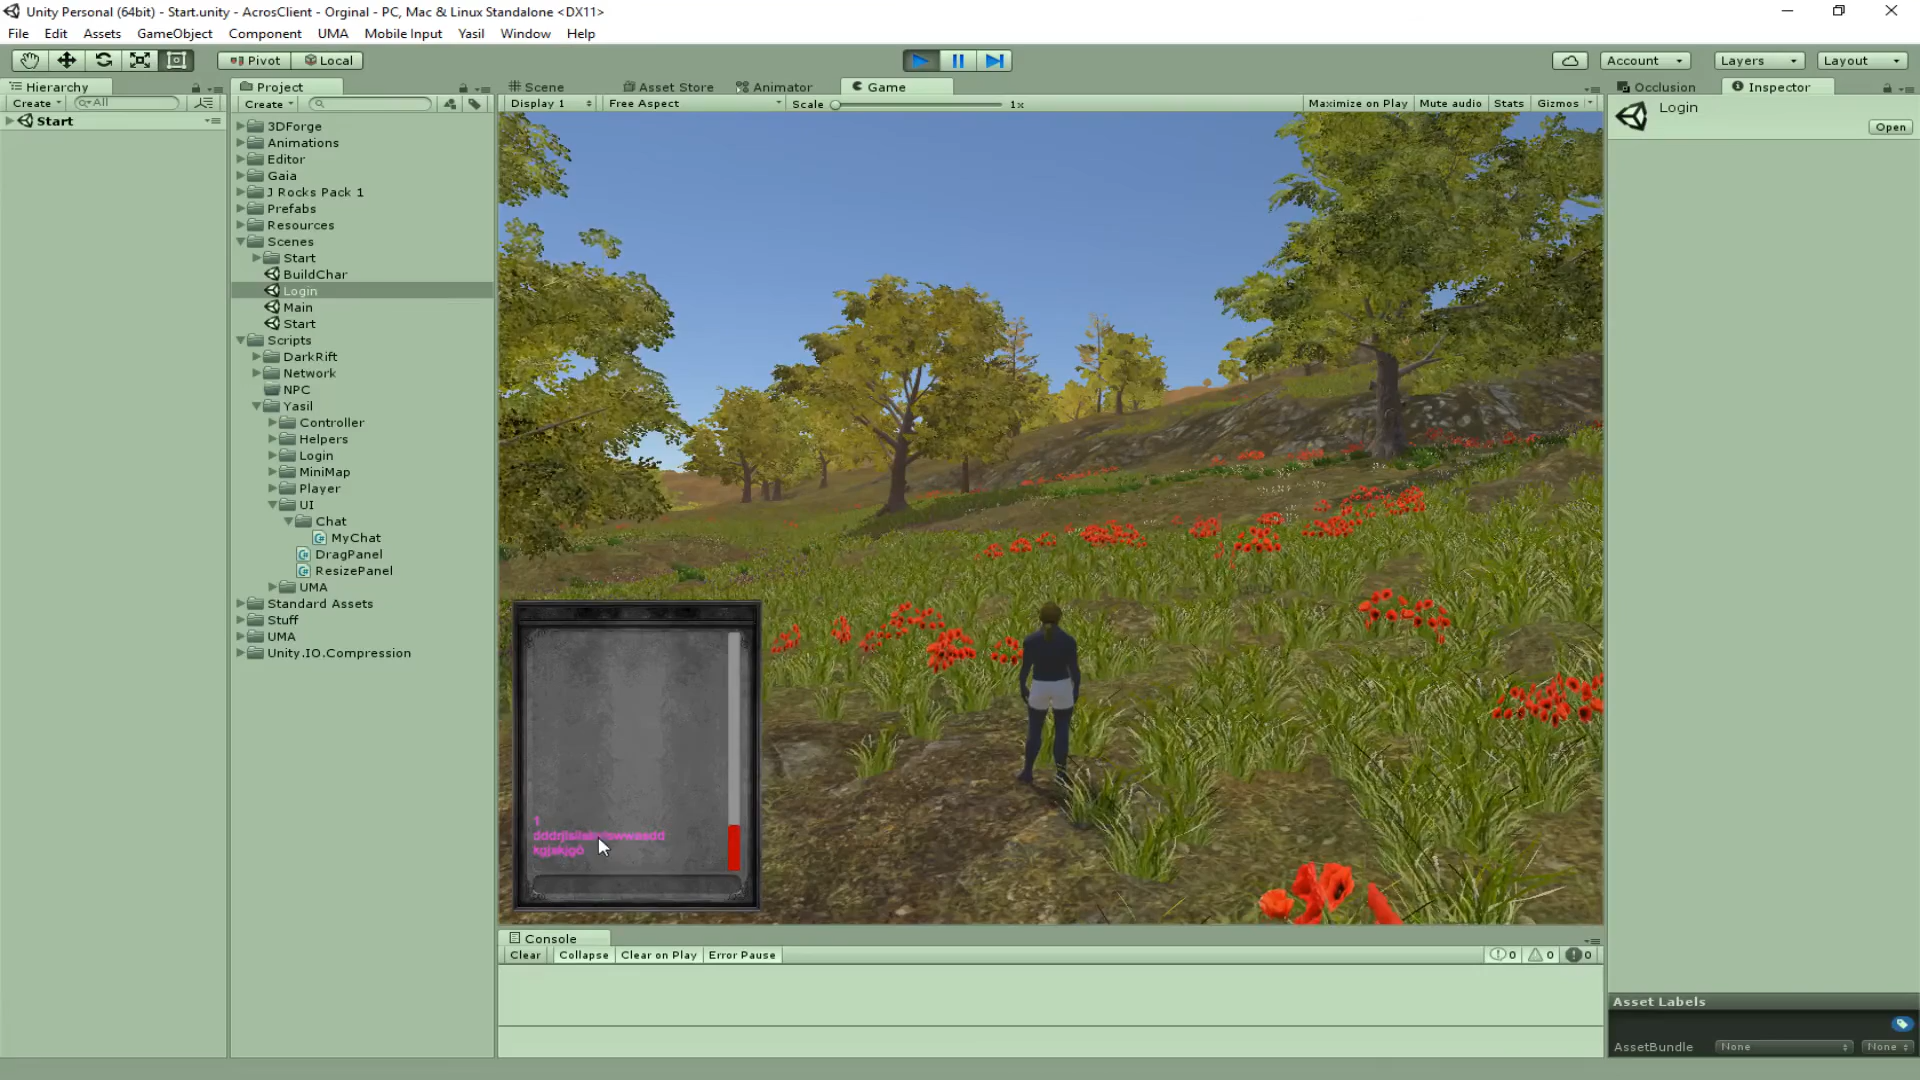 Unity Personal (64bit) - Start.unity - AcrosClient - Orginal - PC, Mac & Linux Standalone <DX11>
File Edit Assets GameObject Component UMA Mobile Input Yasil Window Help
Pivot Local Account Layers Layout
Hierarchy Project Scene Asset Store Animator Game Occlusion Inspector
Create All Create Display 1 Free Aspect Scale 1x Maximize on Play Mute audio Stats Gizmos
Login
Open
Start
3DForge
Animations
Editor
Gaia
J Rocks Pack 1
Prefabs
Resources
Scenes
Start
BuildChar
Login
Main
Start
Scripts
DarkRift
Network
NPC
Yasil
Controller
Helpers
Login
MiniMap
Player
UI
Chat
MyChat
DragPanel
ResizePanel
UMA
Standard Assets
Stuff
UMA
Unity.IO.Compression
1
Console
Clear Collapse Clear on Play Error Pause 0 0 0
Asset Labels
AssetBundle None None